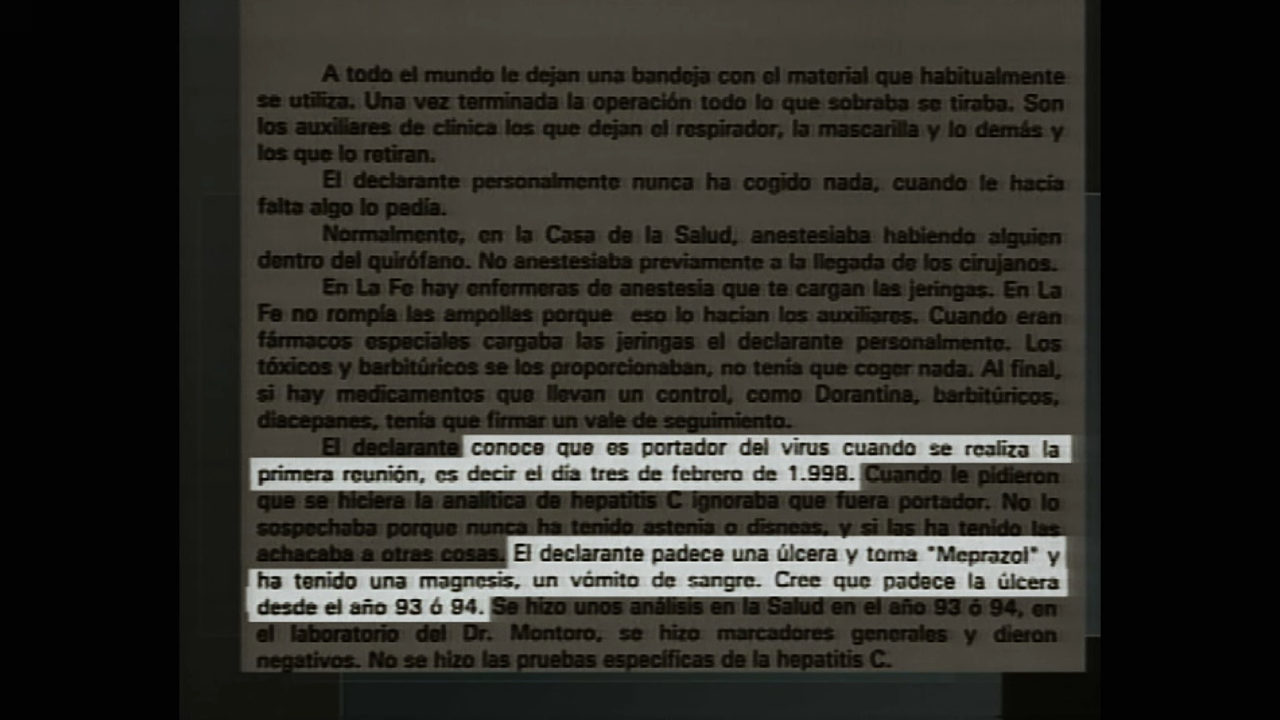 A todo el mundo le dejan una bandeja con el material que habitualmente
se utiliza. Una vez terminada la operación todo lo que sobraba se tiraba. Son
los auxiliares de clínica los que dejan el respirador, la mascarilla y lo demás y
los que lo retiran.
El declarante personalmente nunca ha cogido nada, cuando le hacía
falta algo lo pedía.
Normalmente, en la Casa de la Salud, anestesiaba habiendo alguien
dentro del quirófano. No anestesiaba previamente a la llegada de los cirujanos.
En La Fe hay enfermeras de anestesia que te cargan las jeringas. En La
Fe no rompía las ampollas porque eso lo hacían los auxiliares. Cuando eran
fármacos especiales cargaba las jeringas el declarante personalmente. Los
tóxicos y barbitúricos se los proporcionaban, no tenía que coger nada. Al final,
si hay medicamentos que llevan un control, como Dorantina, barbitúricos,
diacepanes, tenía que firmar un vale de seguimiento.
El declarante conoce que es portador del virus cuando se realiza la
primera reunión, es decir el día tres de febrero de 1.998. Cuando le pidieron
que se hiciera la analítica de hepatitis C ignoraba que fuera portador. No lo
sospechaba porque nunca ha tenido astenia o disneas, y si las ha tenido las
achacaba a otras cosas. El declarante padece una úlcera y toma "Meprazol" y
ha tenido una magnesis, un vómito de sangre. Cree que padece la úlcera
desde el año 93 ó 94. Se hizo unos análisis en la Salud en el año 93 ó 94, en
el laboratorio del Dr. Montoro, se hizo marcadores generales y dieron
negativos. No se hizo las pruebas específicas de la hepatitis C.